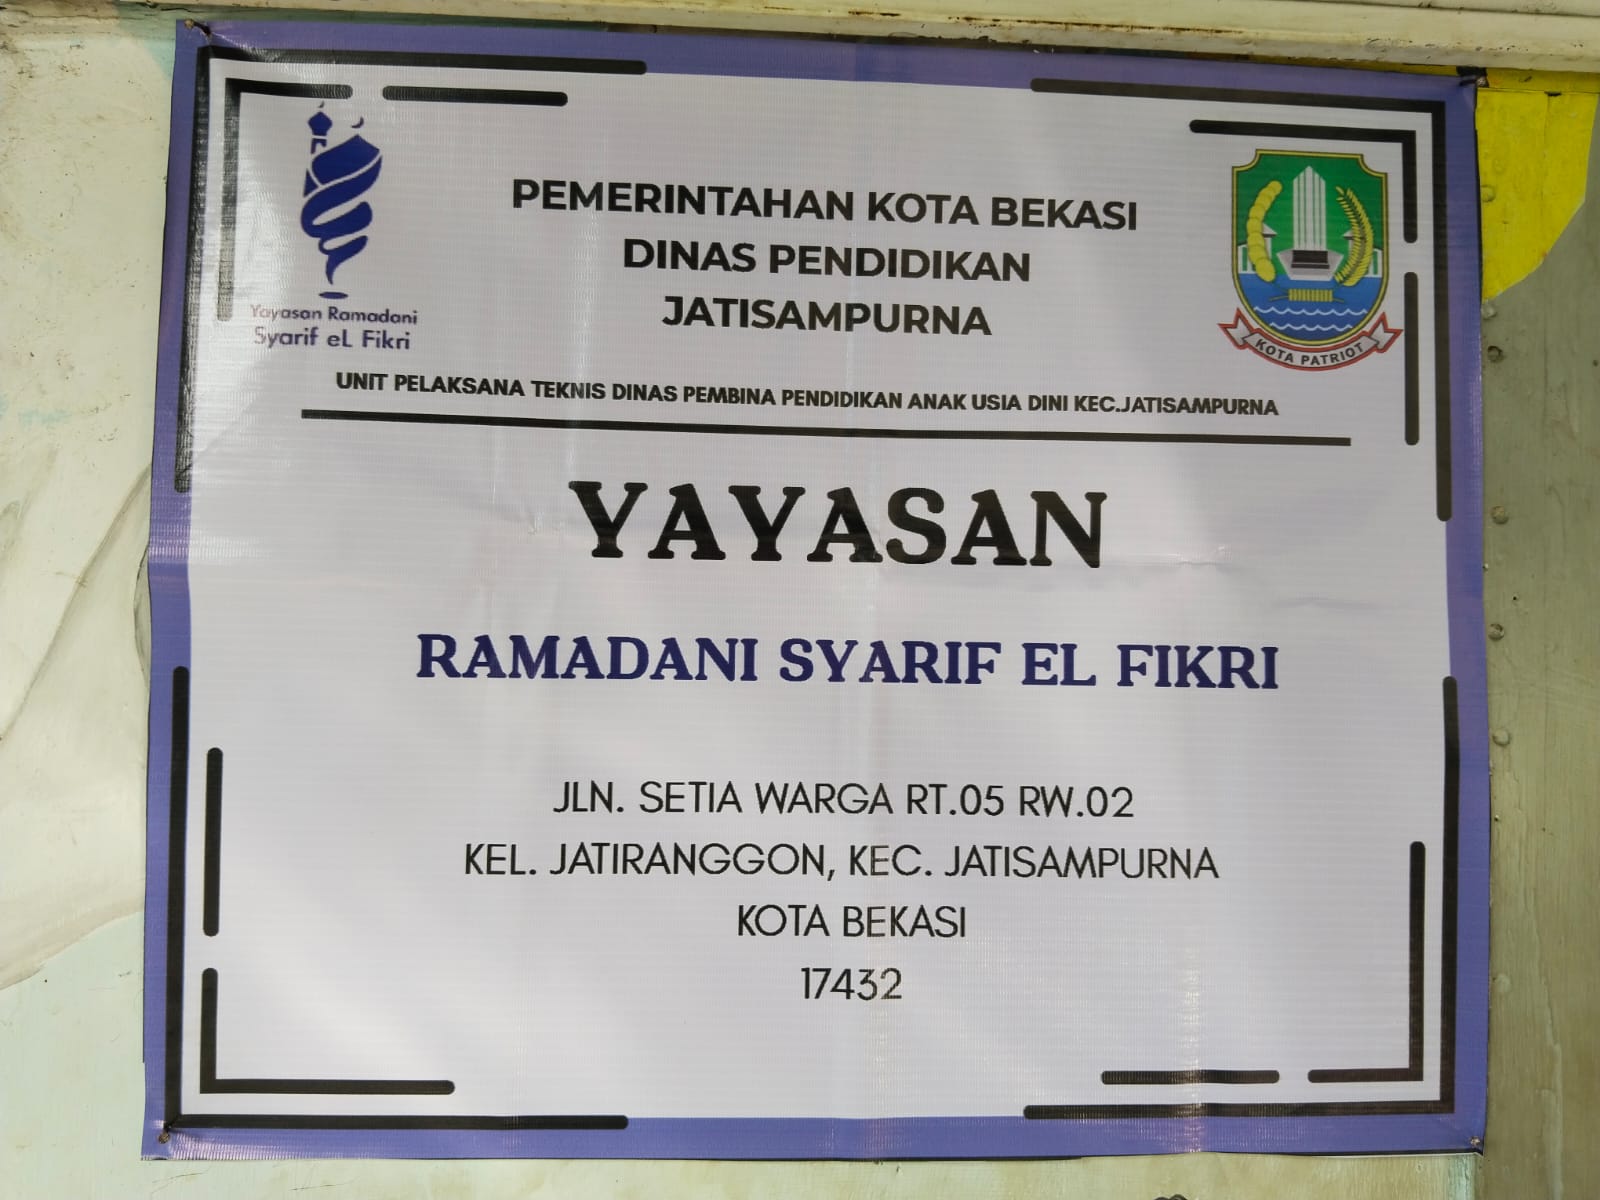 PEMERINTAHAN KOTA BEKASI
DINAS PENDIDIKAN
JATISAMPURNA
Yayasan Ramadani
Syarif eL Fikri
KOTA PATRIOT
UNIT PELAKSANA TEKNIS DINAS PEMBINA PENDIDIKAN ANAK USIA DINI KEC.JATISAMPURNA
YAYASAN
RAMADANI SYARIF EL FIKRI
JLN. SETIA WARGA RT.05 RW.02
KEL. JATIRANGGON, KEC. JATISAMPURNA
KOTA BEKASI
17432